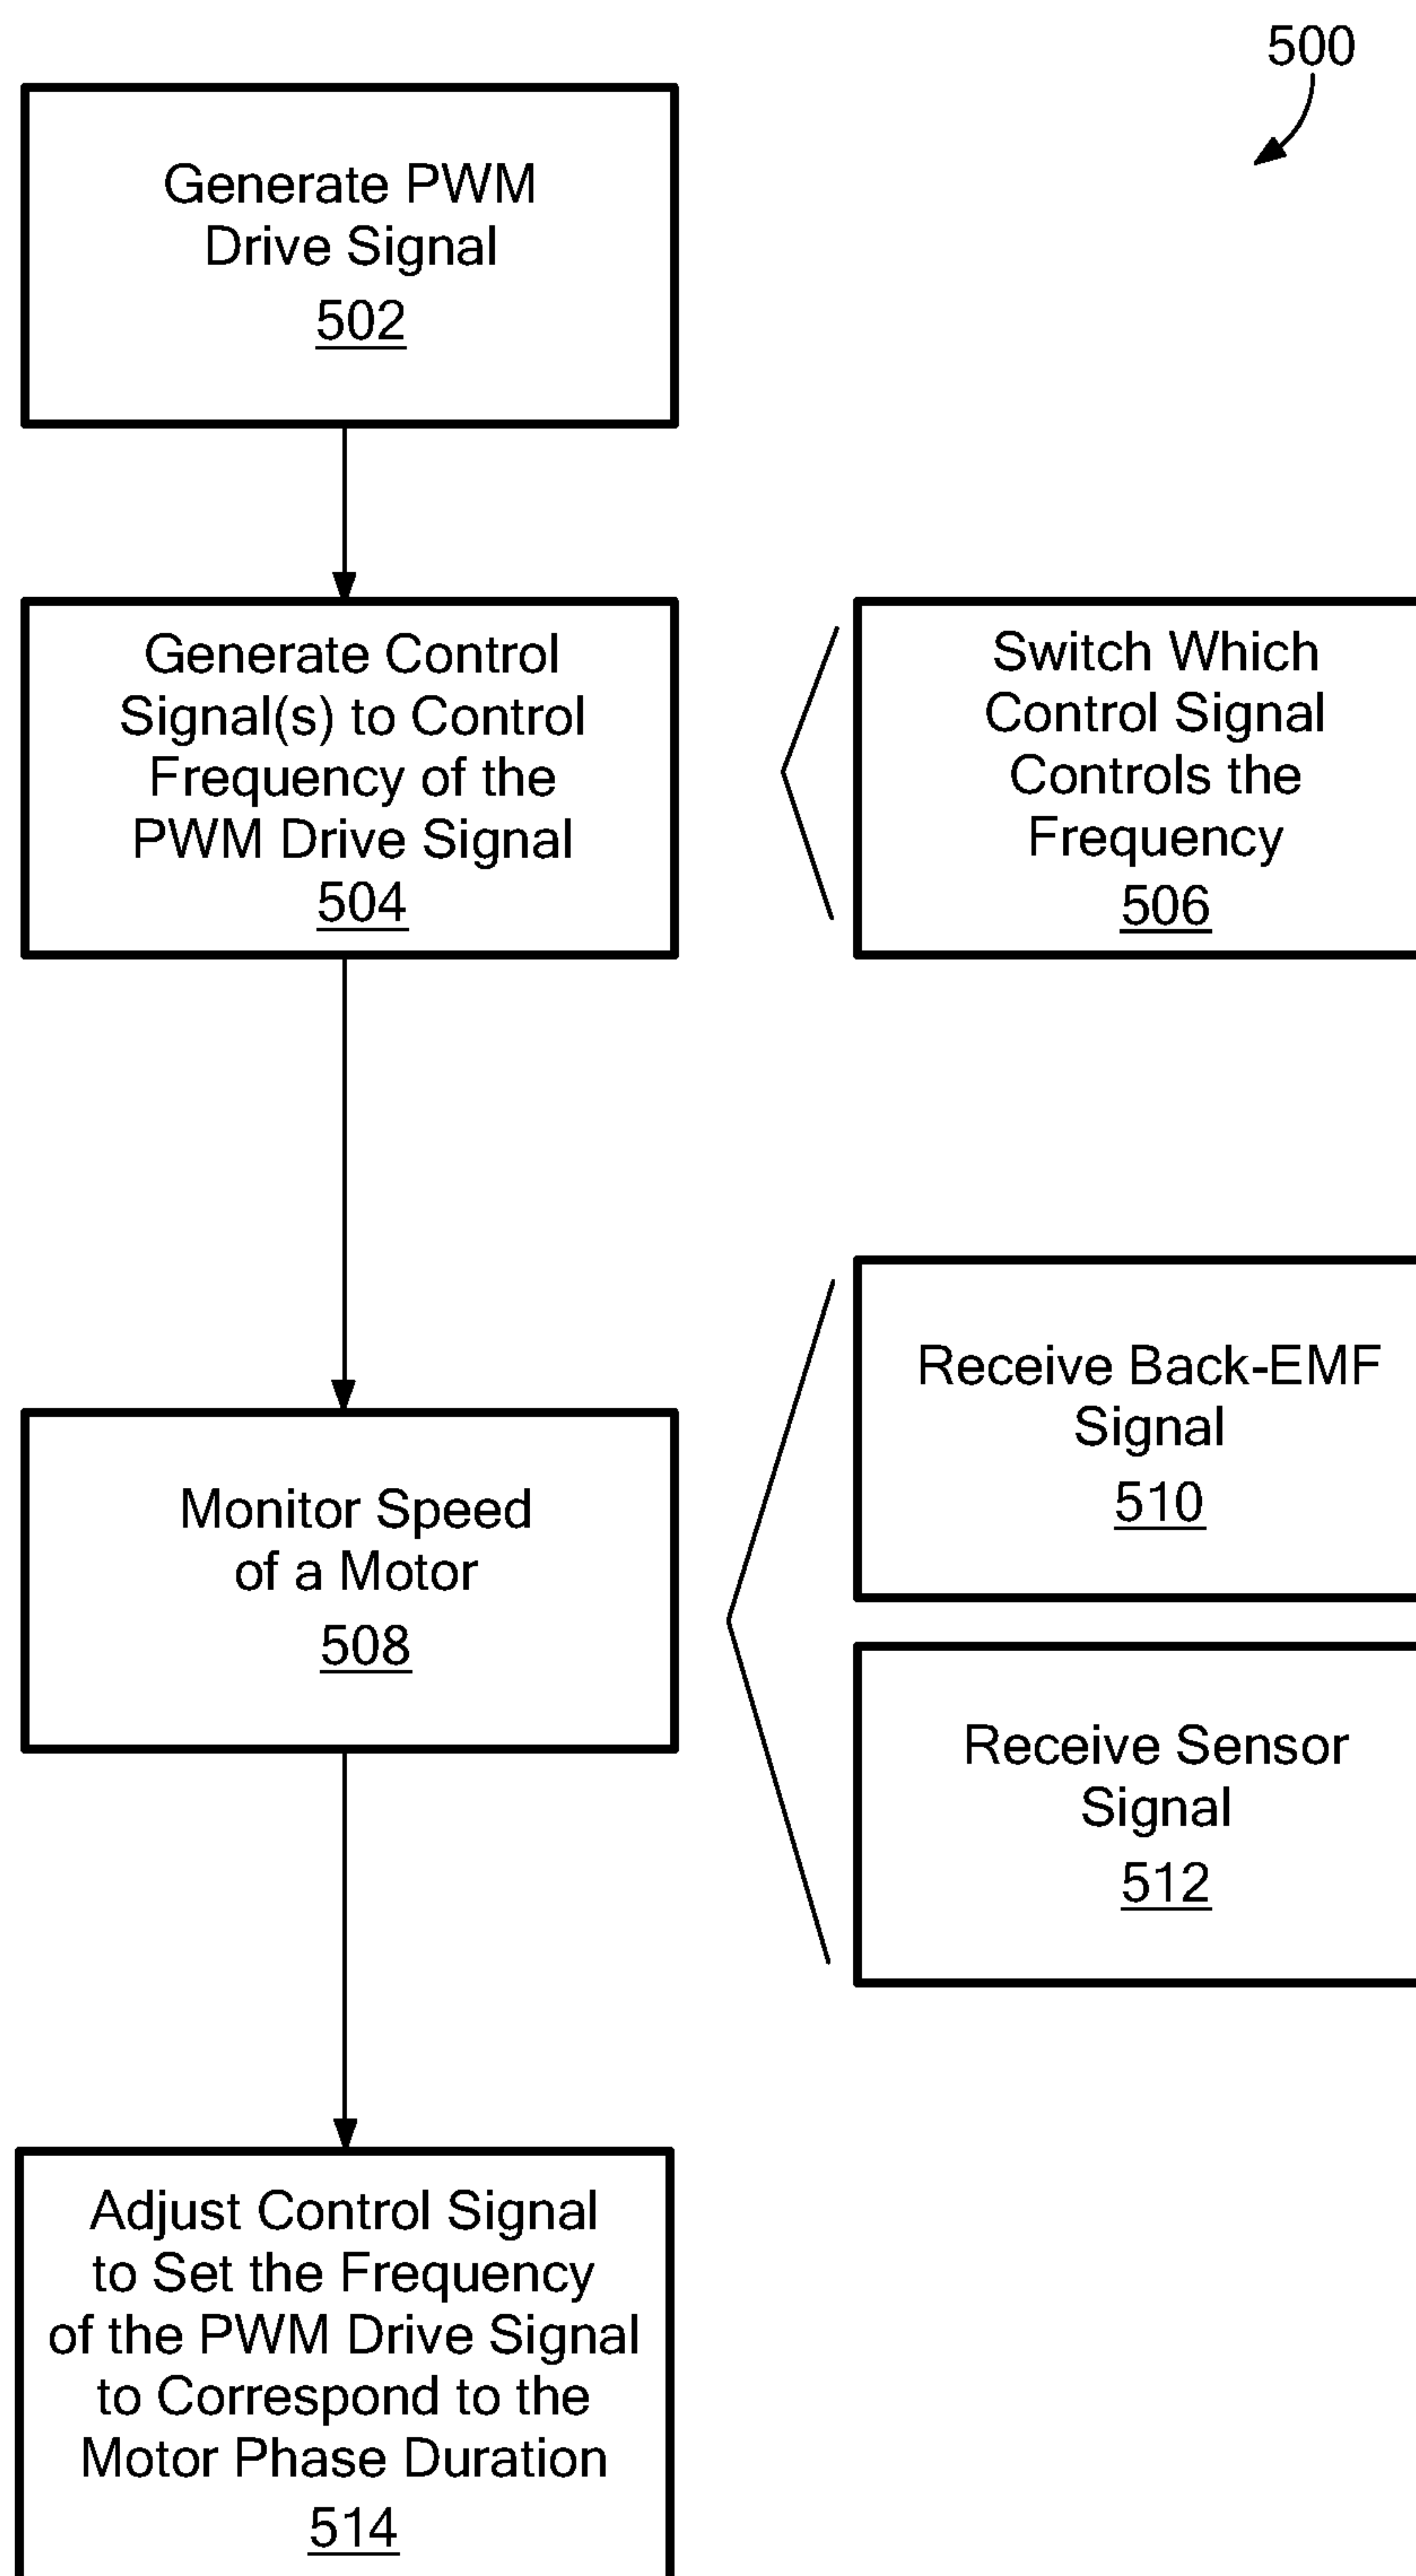 500
Generate PWM
Drive Signal
502
Generate Control
Signal(s) to Control
Frequency of the
PWM Drive Signal
504
Switch Which
Control Signal
Controls the
Frequency
506
Monitor Speed
of a Motor
508
Receive Back-EMF
Signal
510
Receive Sensor
Signal
512
Adjust Control Signal
to Set the Frequency
of the PWM Drive Signal
to Correspond to the
Motor Phase Duration
514